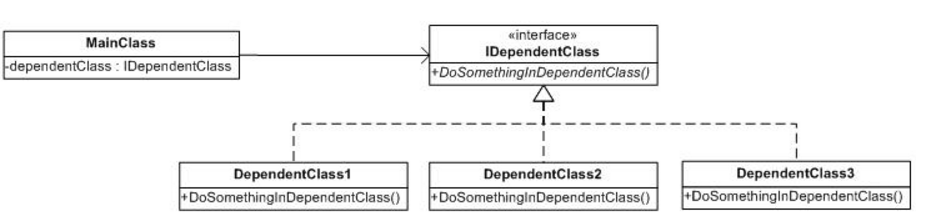 MainClass
-dependentClass : IDependentClass
«interface»
IDependentClass
+DoSomethingInDependentClass()
DependentClass1
+DoSomethingInDependentClass()
DependentClass2
+DoSomethingInDependentClass()
DependentClass3
+DoSomethingInDependentClass()